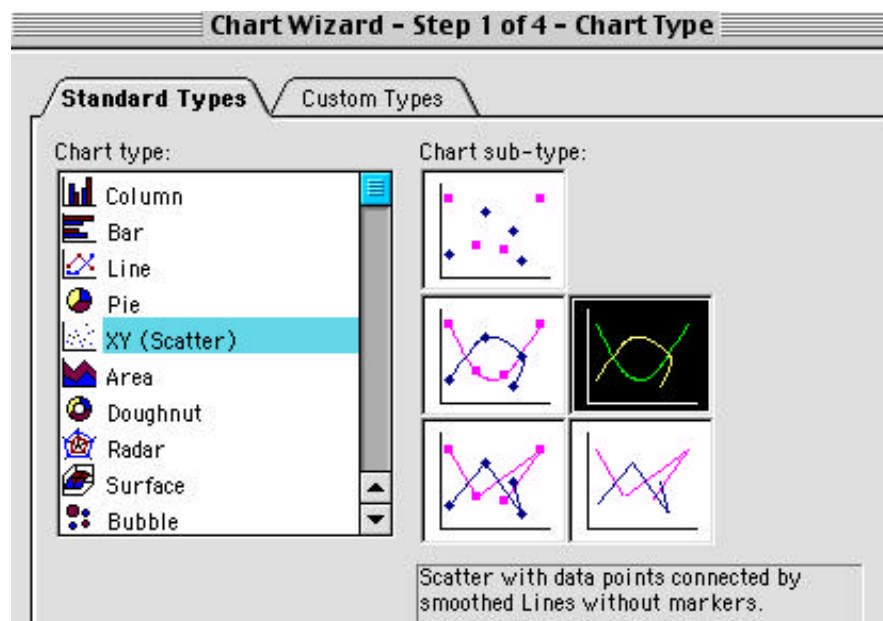 Chart Wizard – Step 1 of 4 – Chart Type
Standard Types
Custom Types
Chart type:
Column
Bar
Line
Pie
XY (Scatter)
Area
Doughnut
Radar
Surface
Bubble
Chart sub-type:
Scatter with data points connected by
smoothed Lines without markers.